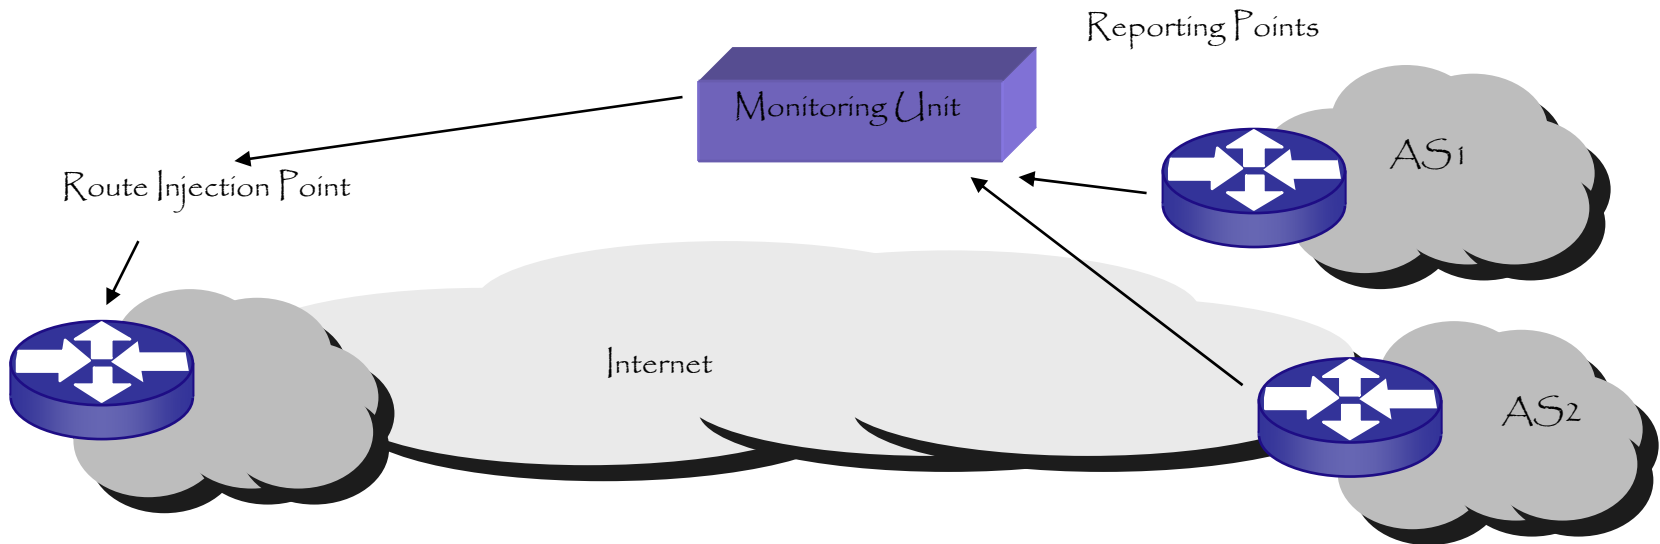 Reporting Points
Monitoring Unit
AS1
Route Injection Point
Internet
AS2